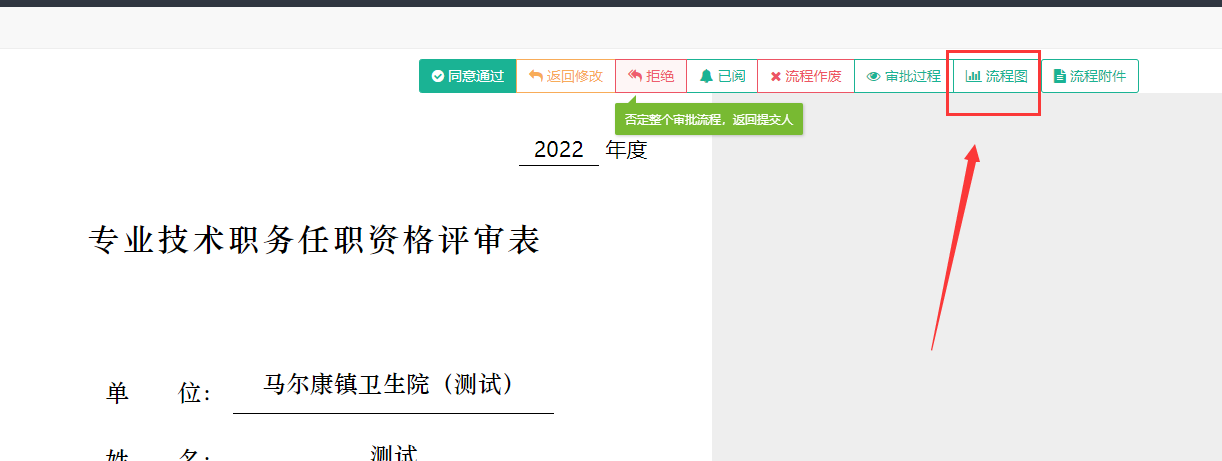 同意通过 返回修改 拒绝 已阅 流程作废 审批过程 流程图 流程附件
否定整个审批流程，返回提交人
2022 年度
专业技术职务任职资格评审表
单 位： 马尔康镇卫生院（测试）
姓 名： 测试